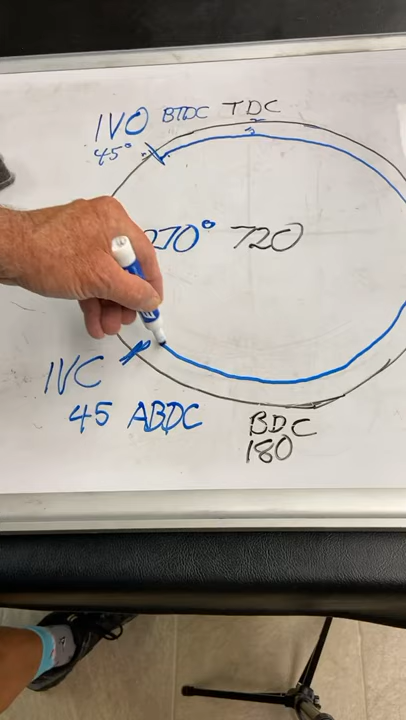 IVO BTDC TDC
45°
270° 720
IVC
45 ABDC
BDC
180